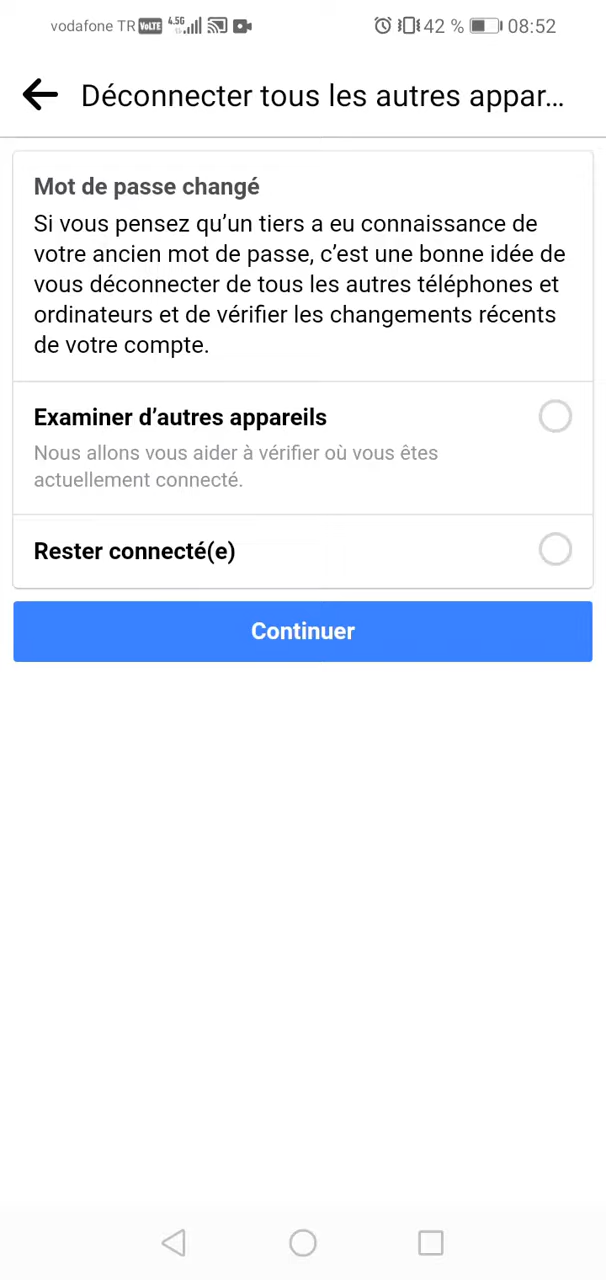 vodafone TR VoLTE 4.5G 42 % 08:52
Déconnecter tous les autres appar...
Mot de passe changé
Si vous pensez qu’un tiers a eu connaissance de
votre ancien mot de passe, c’est une bonne idée de
vous déconnecter de tous les autres téléphones et
ordinateurs et de vérifier les changements récents
de votre compte.
Examiner d’autres appareils
Nous allons vous aider à vérifier où vous êtes
actuellement connecté.
Rester connecté(e)
Continuer